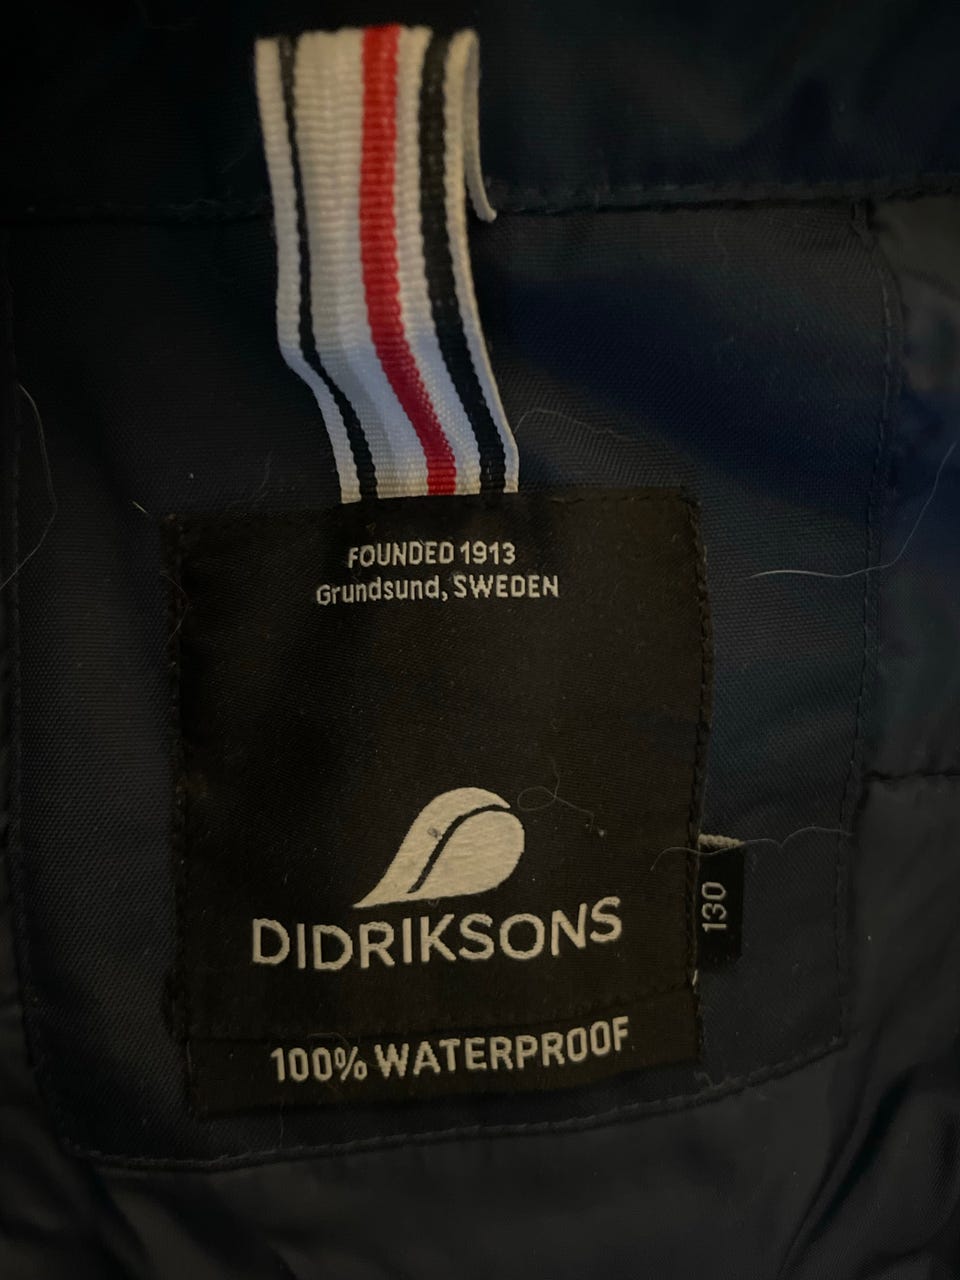 FOUNDED 1913
Grundsund, SWEDEN
DIDRIKSONS
130
100% WATERPROOF